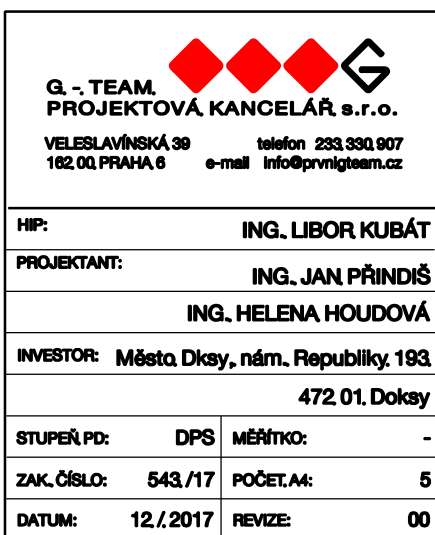 G. - TEAM,
PROJEKTOVÁ KANCELÁŘ, s.r.o.
VELESLAVÍNSKÁ 39 telefon 233 330 907
162 00, PRAHA 6 e-mail info@prvnigteam.cz
HIP: ING. LIBOR KUBÁT
PROJEKTANT: ING. JAN PŘINDIŠ
ING. HELENA HOUDOVÁ
INVESTOR: Město Dksy, nám. Republiky 193
472 01, Doksy
STUPEŇ PD: DPS MĚŘÍTKO: -
ZAK. ČÍSLO: 543/17 POČET A4: 5
DATUM: 12/2017 REVIZE: 00